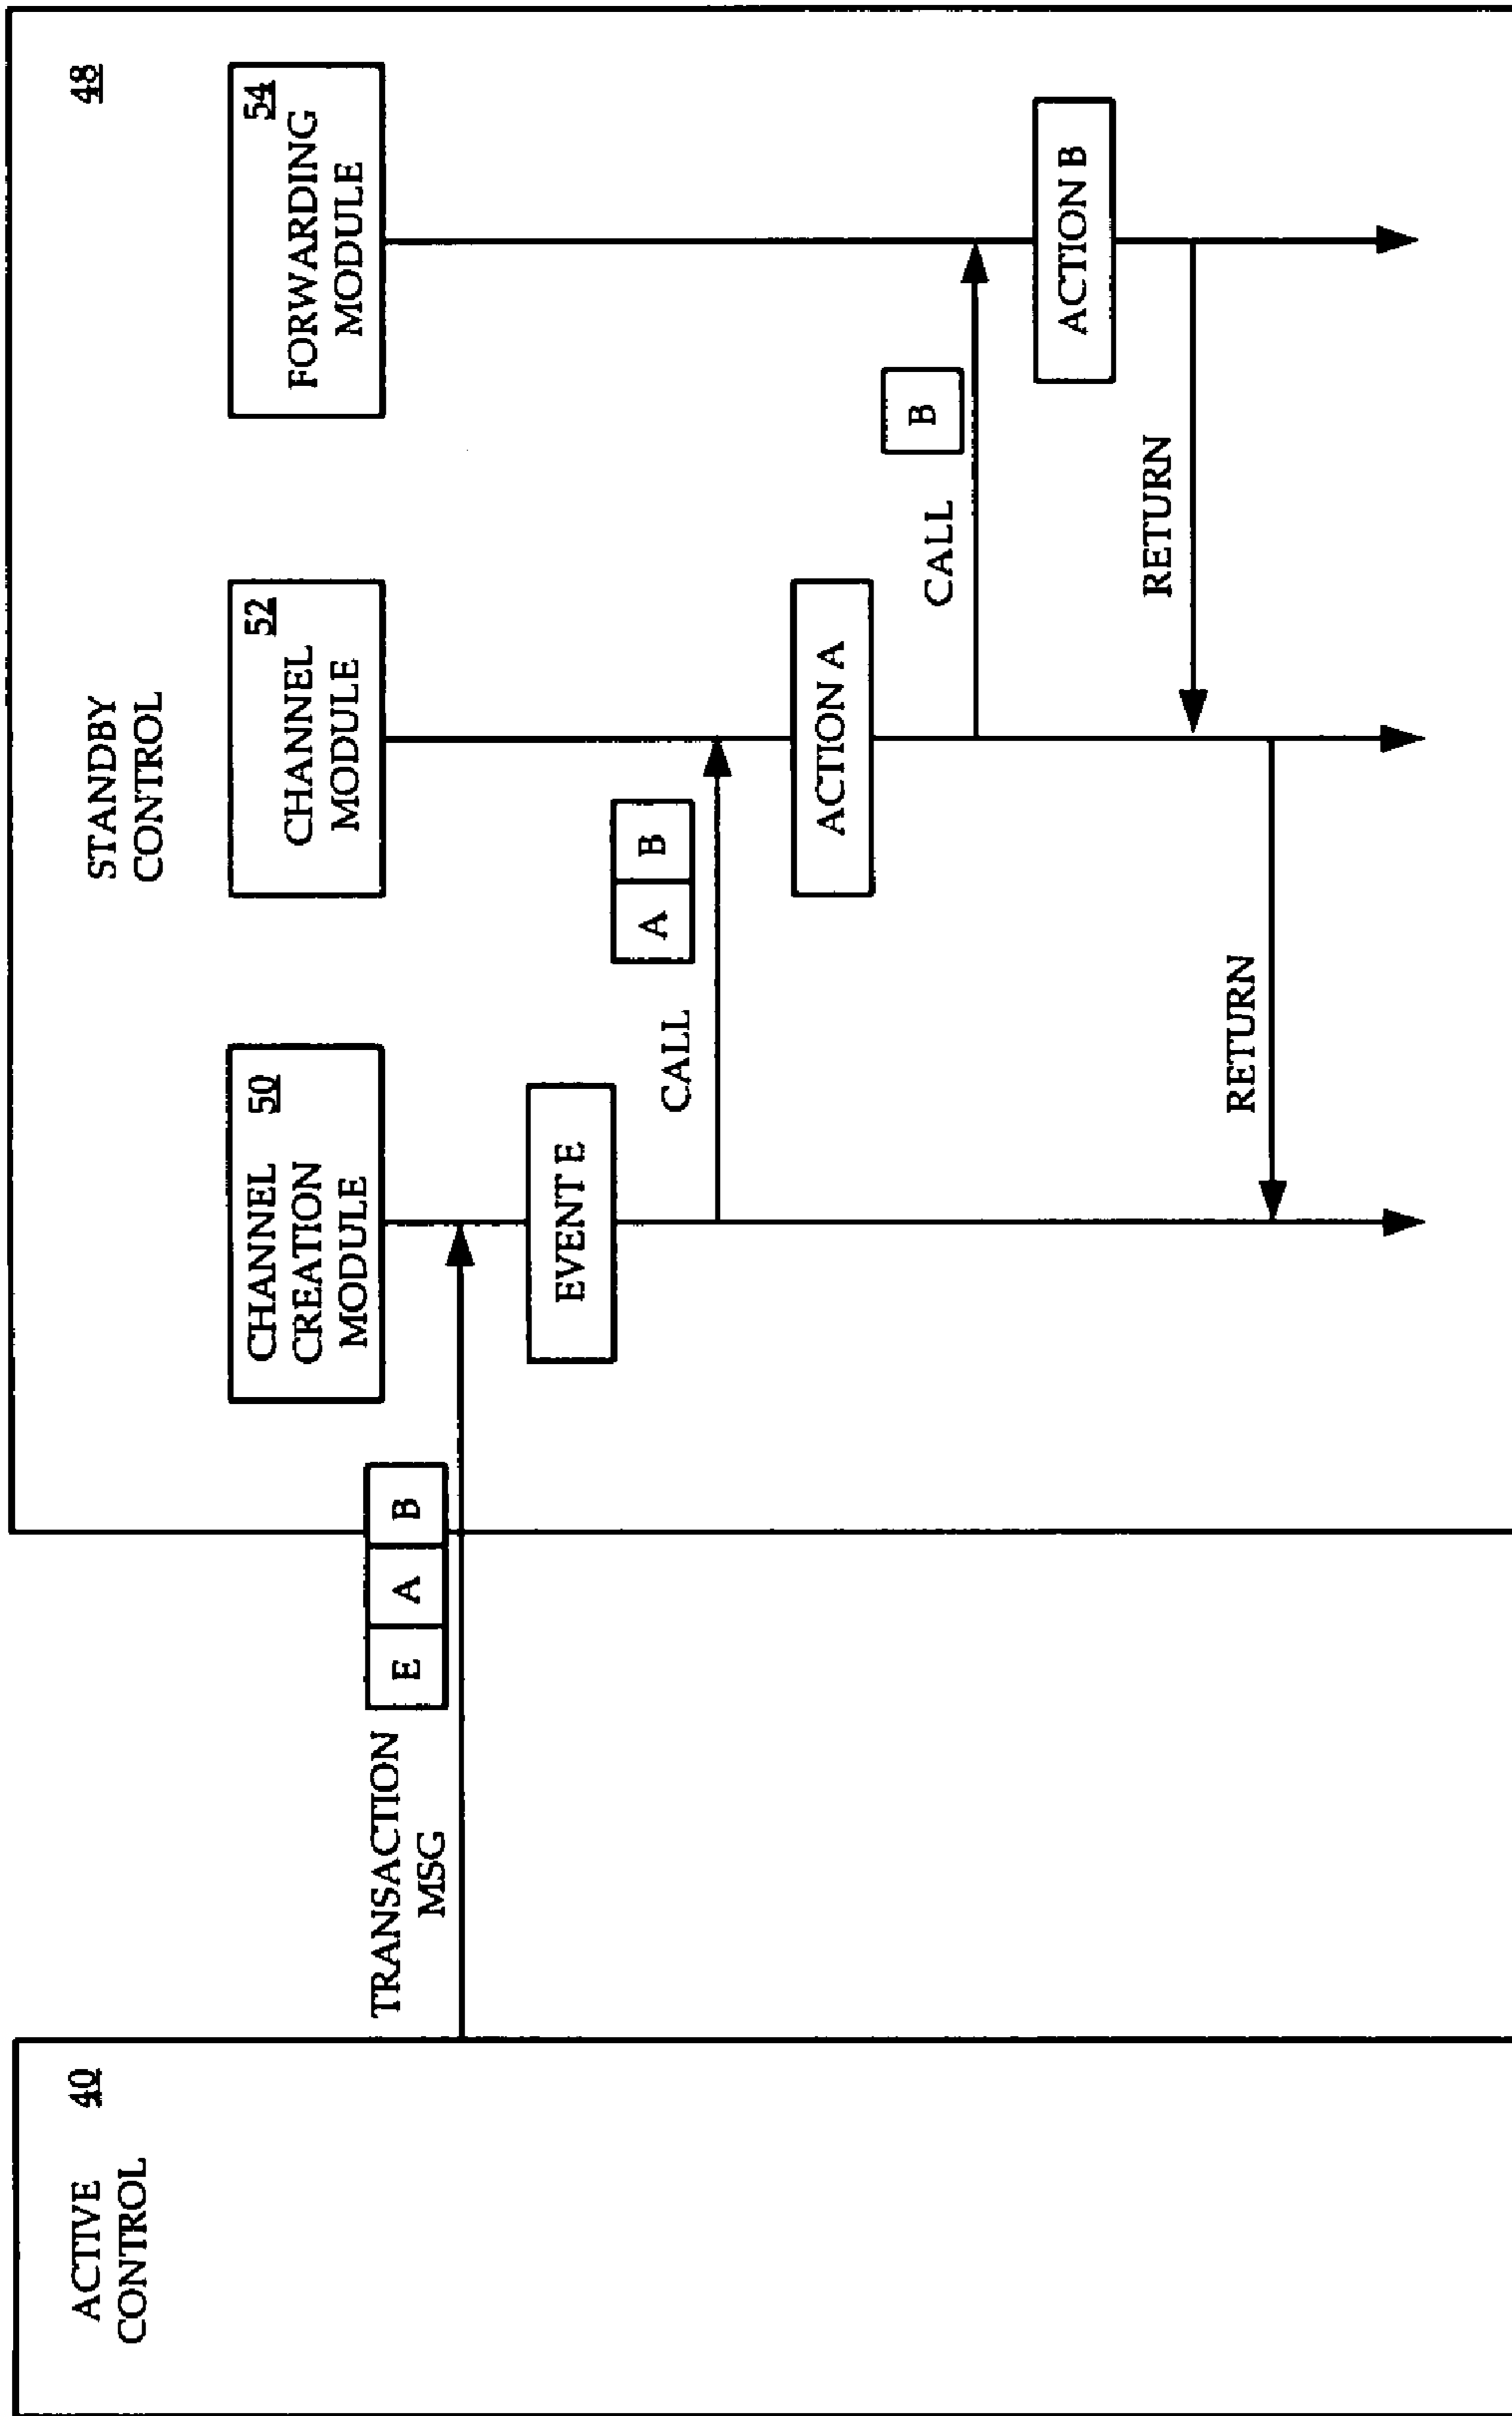 ACTIVE
CONTROL
40
STANDBY
CONTROL
48
CHANNEL
CREATION
MODULE
50
CHANNEL
MODULE
52
FORWARDING
MODULE
54
TRANSACTION
MSG
E A B
EVENT E
CALL
A B
ACTION A
CALL
B
ACTION B
RETURN
RETURN